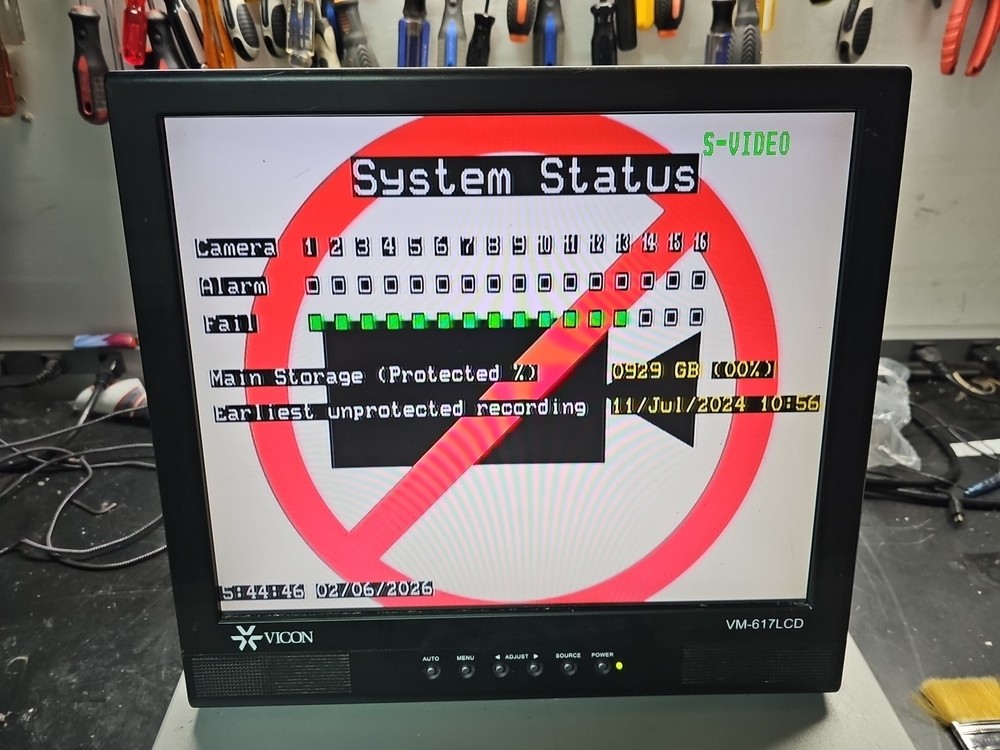 S-VIDEO
System Status
Camera 1 2 3 4 5 6 7 8 9 10 11 12 13 14 15 16
Alarm
Fail
Main Storage (Protected %) 0929 GB (00%)
Earliest unprotected recording 11/Jul/2024 10:56
5:44:46 02/06/2026
VICON
VM-617LCD
AUTO MENU ◀ ADJUST ▶ SOURCE POWER